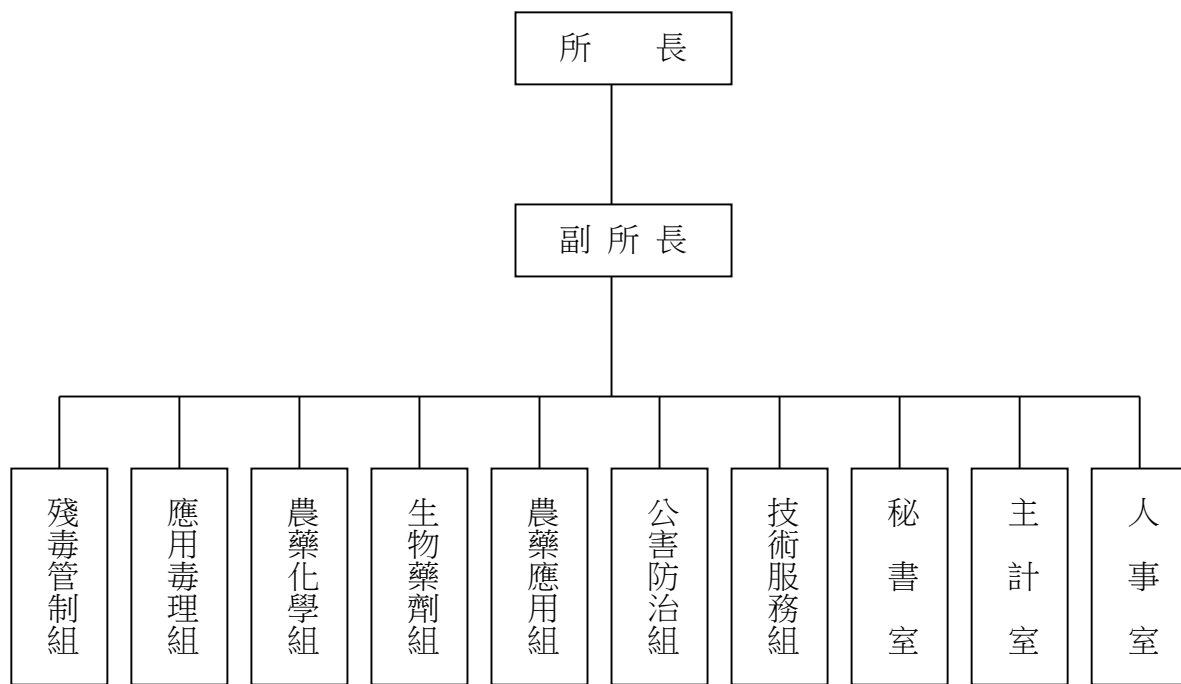 所長
副所長
殘毒管制組
應用毒理組
農藥化學組
生物藥劑組
農藥應用組
公害防治組
技術服務組
秘書室
主計室
人事室